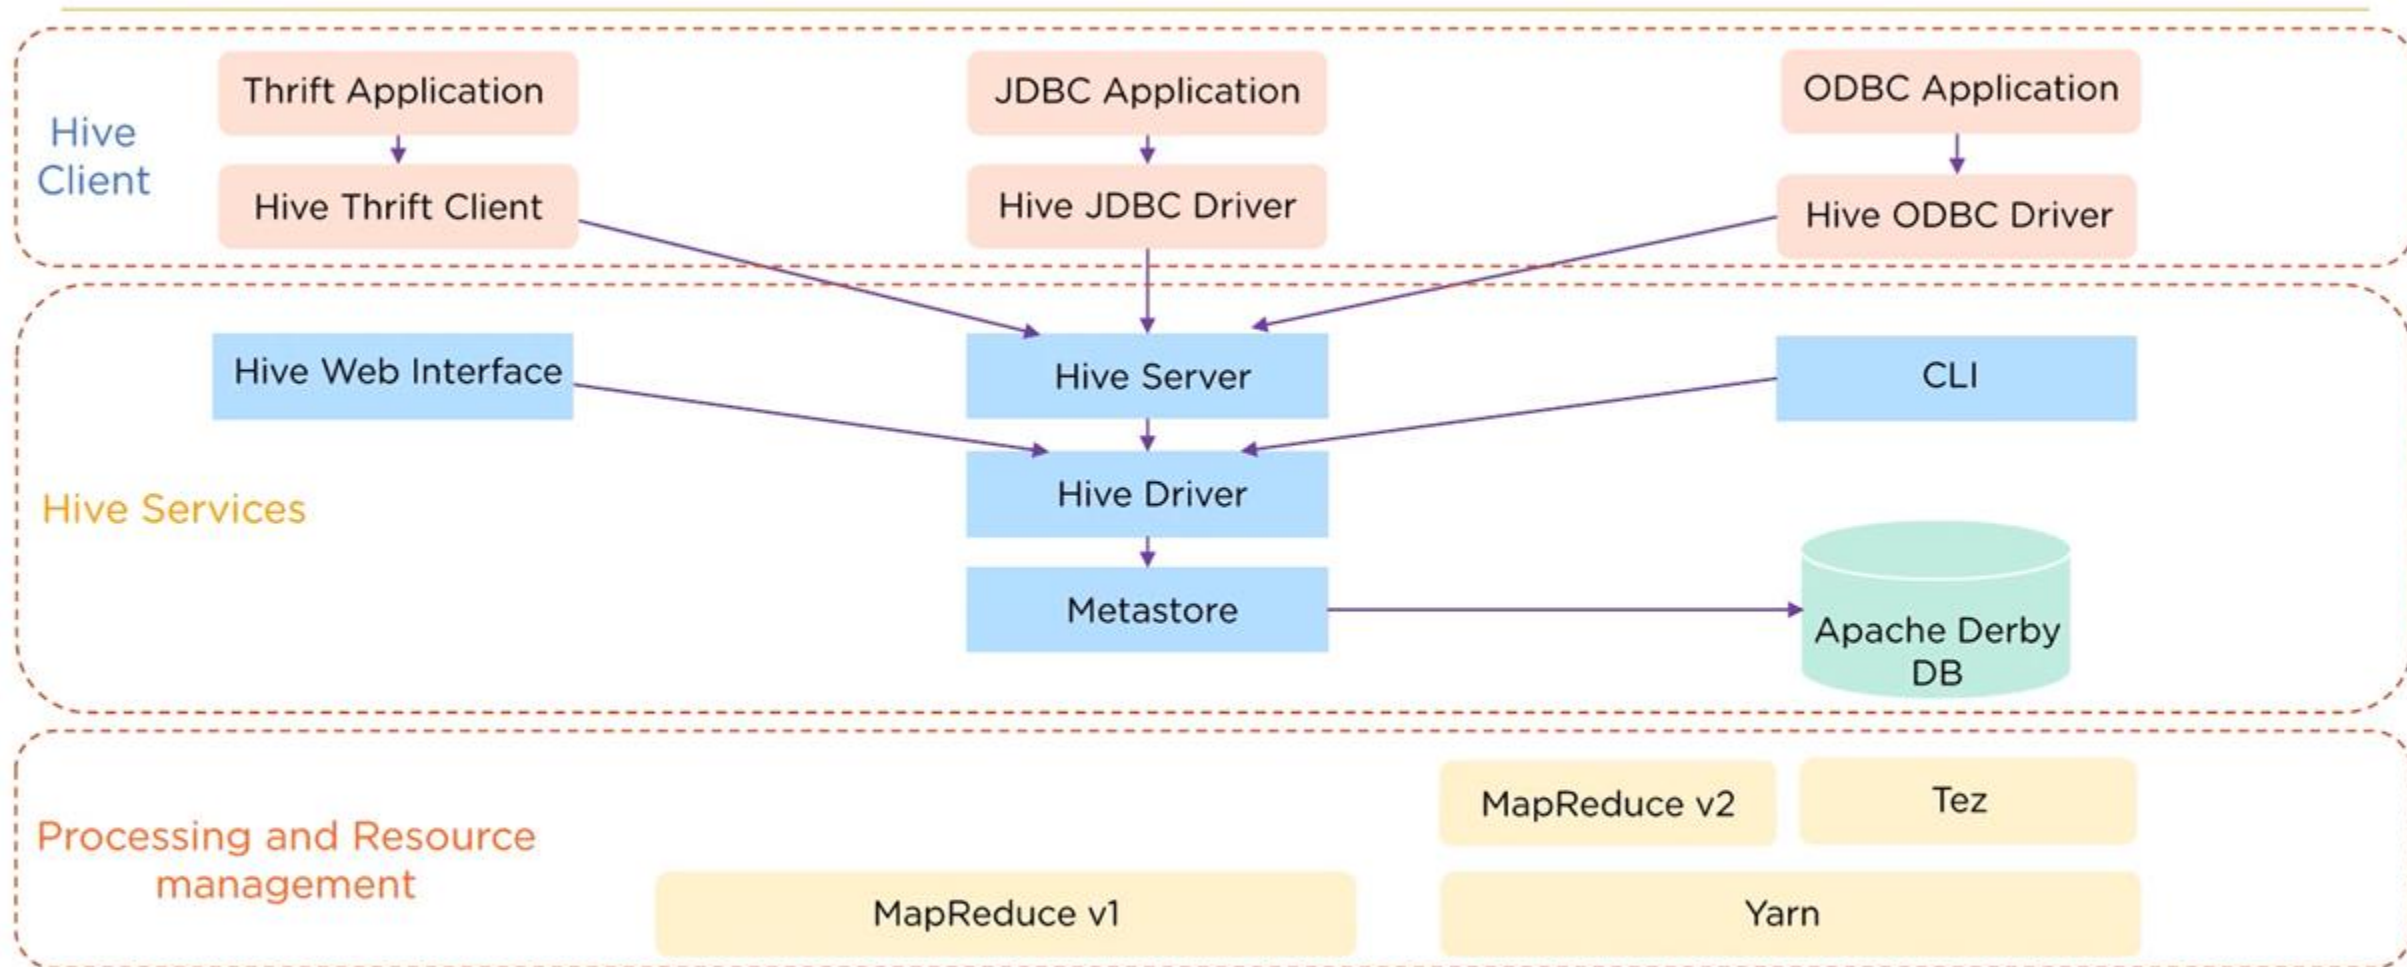 Thrift Application
JDBC Application
ODBC Application
Hive
Client
Hive Thrift Client
Hive JDBC Driver
Hive ODBC Driver
Hive Web Interface
Hive Server
CLI
Hive Driver
Hive Services
Metastore
Apache Derby
DB
MapReduce v2
Tez
Processing and Resource
management
MapReduce v1
Yarn